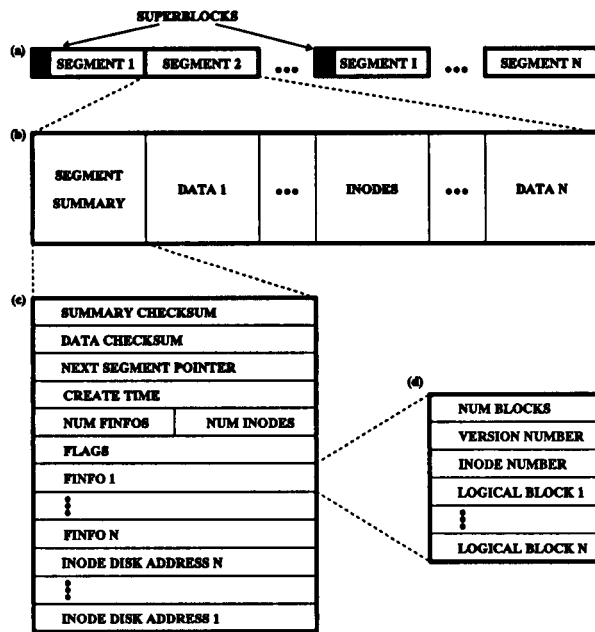 SUPERBLOCKS
(a)
SEGMENT 1 SEGMENT 2 ... SEGMENT I ... SEGMENT N
(b)
SEGMENT
SUMMARY
DATA 1 ... INODES ... DATA N
(c)
SUMMARY CHECKSUM
DATA CHECKSUM
NEXT SEGMENT POINTER
CREATE TIME
NUM FINFOS NUM INODES
FLAGS
FINFO 1
FINFO N
INODE DISK ADDRESS N
INODE DISK ADDRESS 1
(d)
NUM BLOCKS
VERSION NUMBER
INODE NUMBER
LOGICAL BLOCK 1
LOGICAL BLOCK N